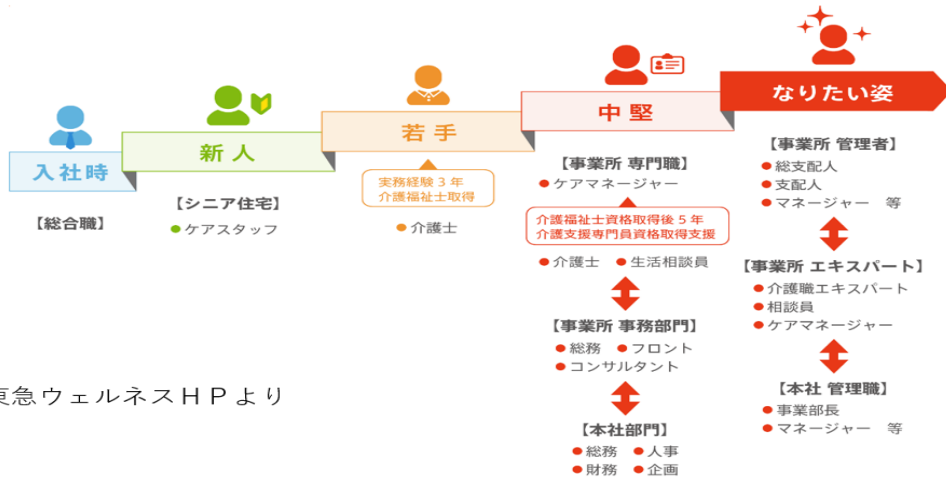 入社時
【総合職】
新人
【シニア住宅】
● ケアスタッフ
若手
実務経験3年
介護福祉士取得
● 介護士
中堅
【事業所 専門職】
● ケアマネージャー
介護福祉士資格取得後5年
介護支援専門員資格取得支援
● 介護士 ● 生活相談員
【事業所 事務部門】
● 総務 ● フロント
● コンサルタント
【本社部門】
● 総務 ● 人事
● 財務 ● 企画
なりたい姿
【事業所 管理者】
● 総支配人
● 支配人
● マネージャー 等
【事業所 エキスパート】
● 介護職エキスパート
● 相談員
● ケアマネージャー
【本社 管理職】
● 事業部長
● マネージャー 等
東急ウェルネスHPより